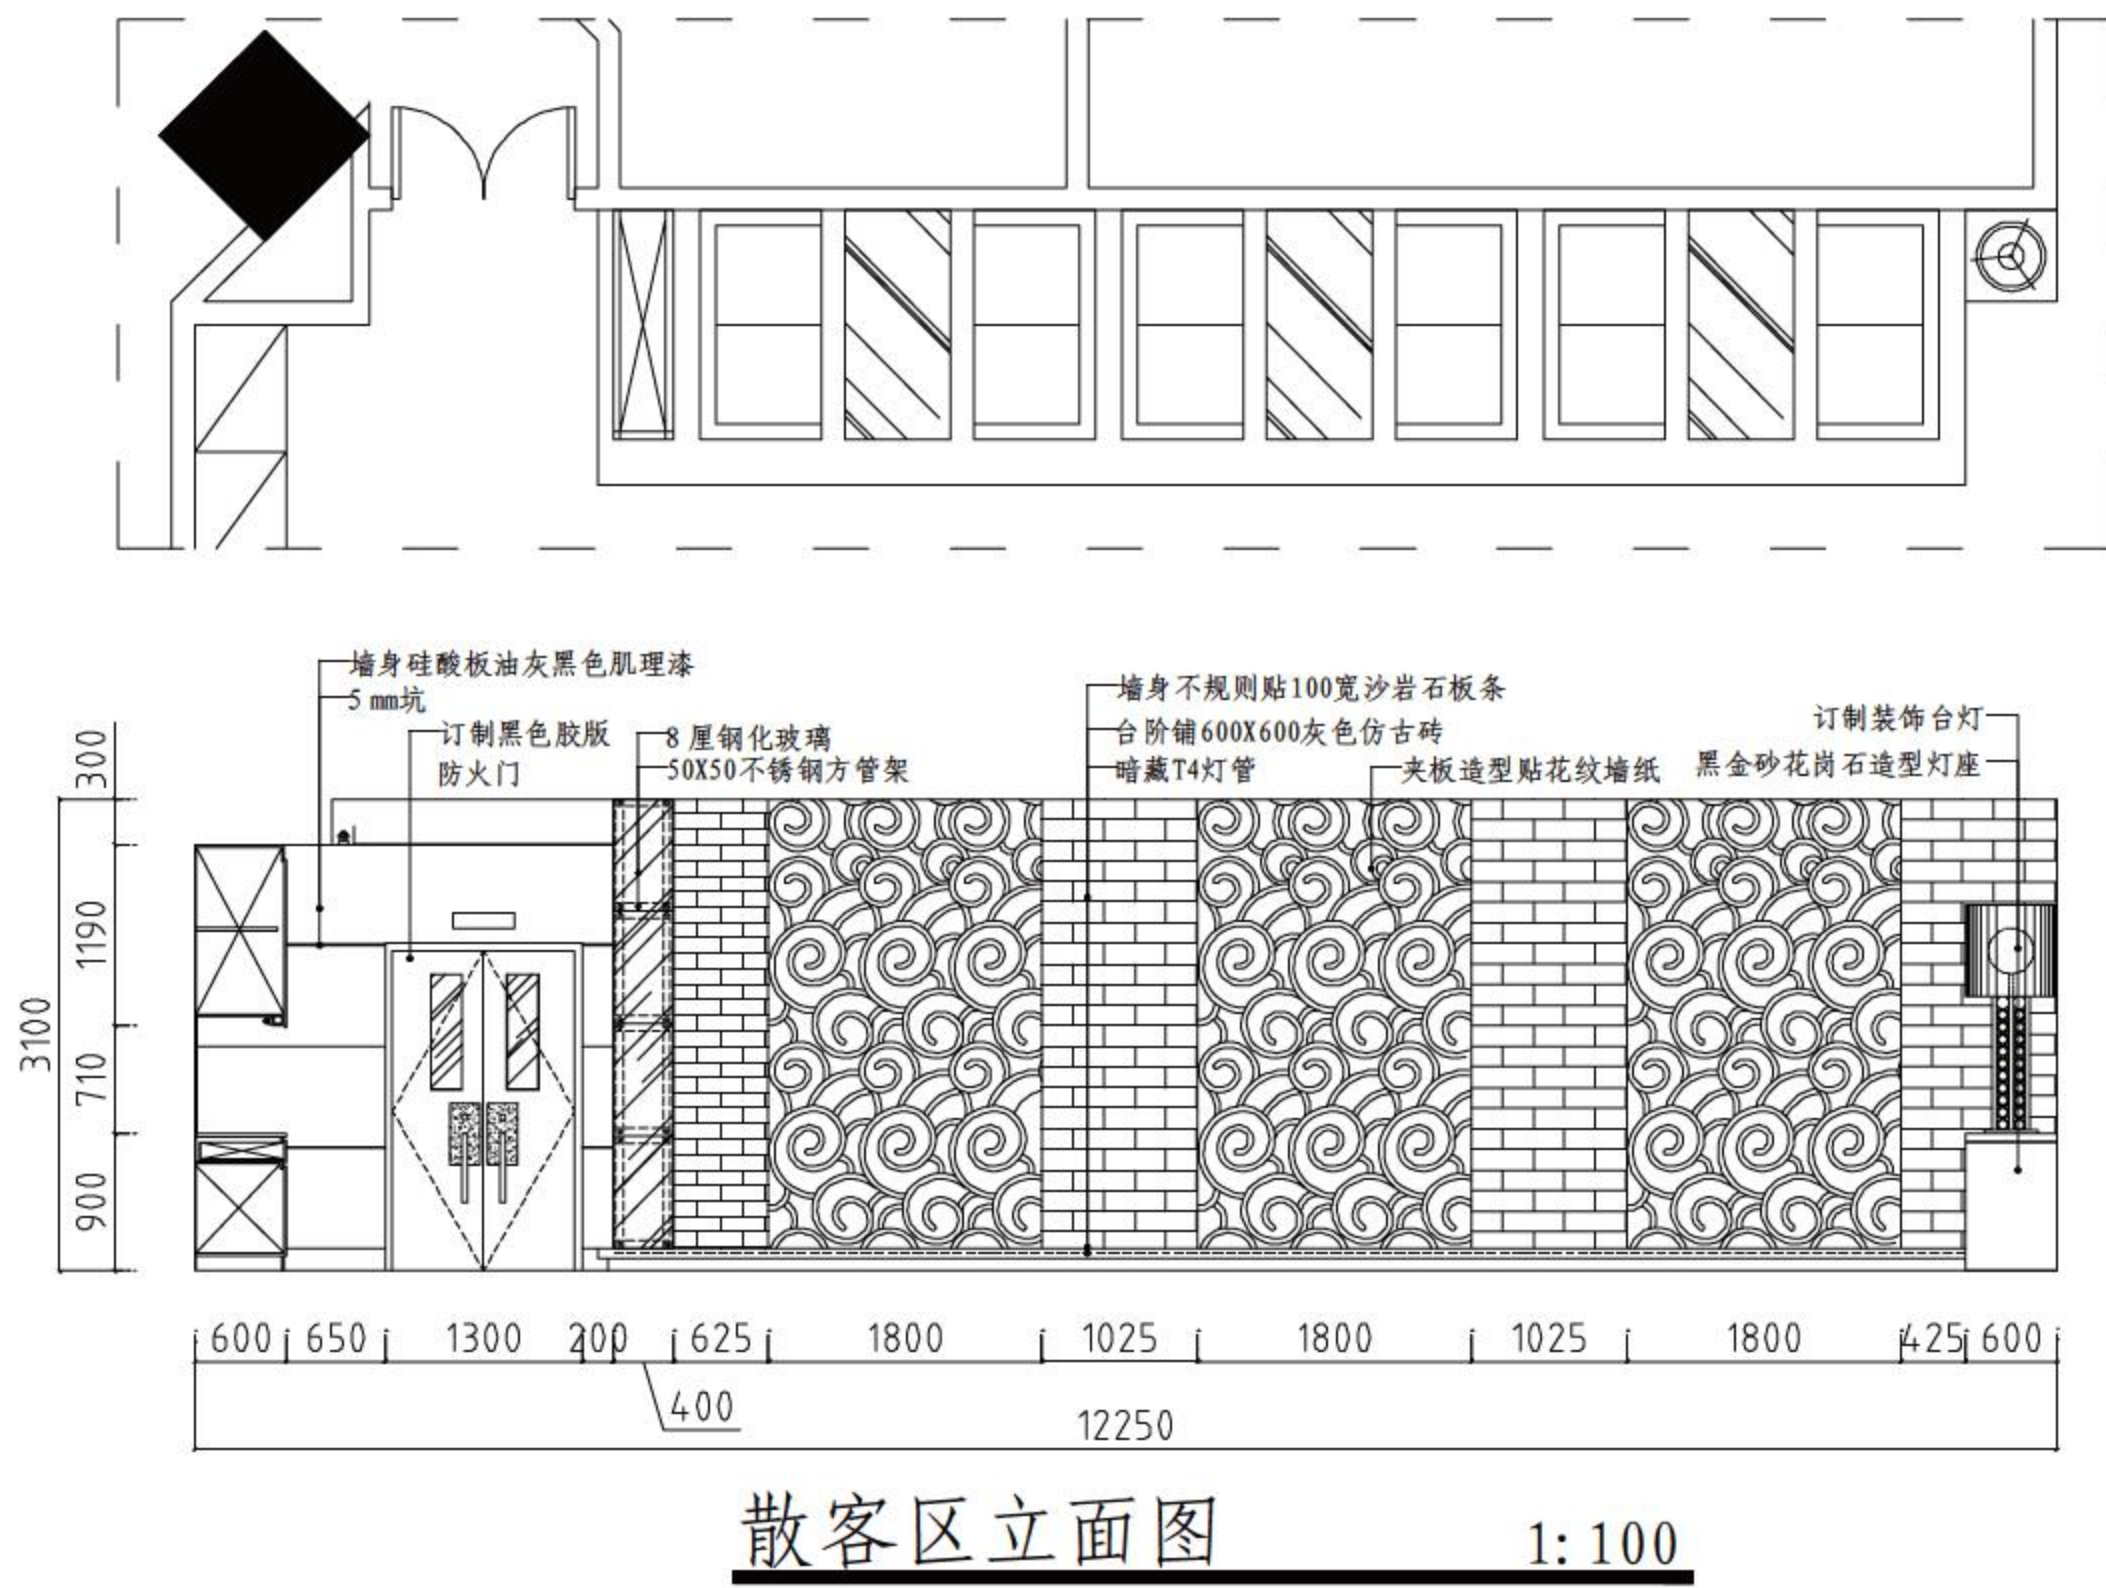 墙身硅酸板油灰黑色肌理漆
5mm坑
订制黑色胶版
防火门
8厘钢化玻璃
50X50不锈钢方管架
墙身不规则贴100宽沙岩石板条
台阶铺600X600灰色仿古砖
暗藏T4灯管
夹板造型贴花纹墙纸
订制装饰台灯
黑金砂花岗石造型灯座
300
1190
710
900
3100
600 650 1300 200 625 1800 1025 1800 1025 1800 425 600
400
12250
散客区立面图 1:100